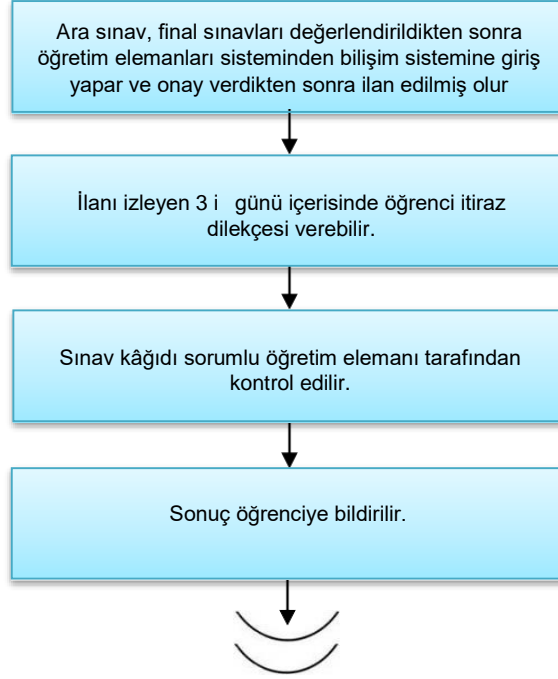 Ara sınav, final sınavları değerlendirildikten sonra
öğretim elemanları sisteminden bilişim sistemine giriş
yapar ve onay verdikten sonra ilan edilmiş olur
İlanı izleyen 3 i günü içerisinde öğrenci itiraz
dilekçesi verebilir.
Sınav kâğıdı sorumlu öğretim elemanı tarafından
kontrol edilir.
Sonuç öğrenciye bildirilir.